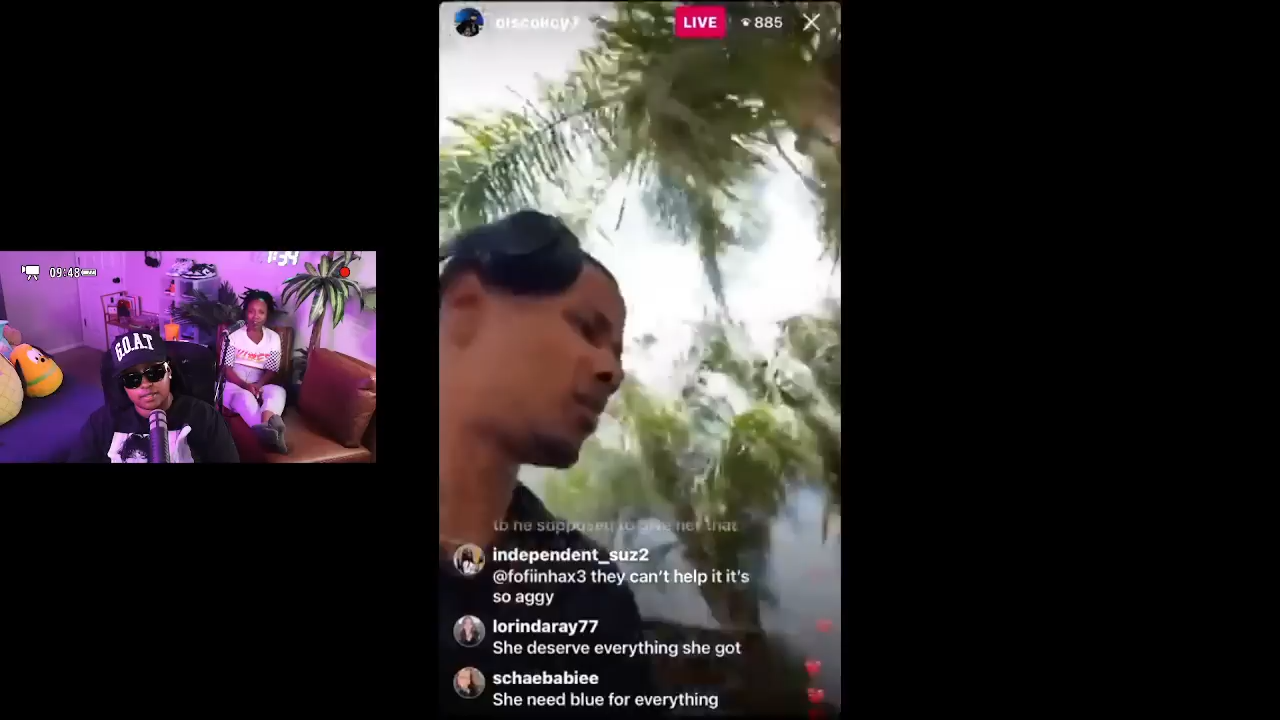 LIVE
885
09:48
G.O.A.T
independent_suz2
@fofiinhax3 they can't help it it's
so aggy
lorindaray77
She deserve everything she got
schaebabiee
She need blue for everything